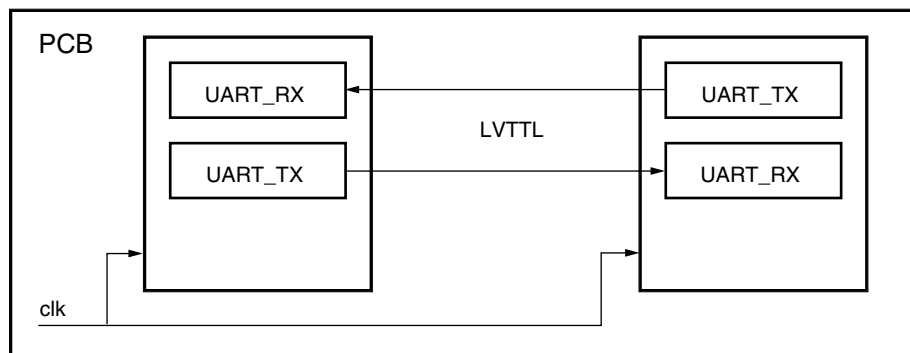 PCB
UART_RX
UART_TX
LVTTL
UART_TX
UART_RX
clk